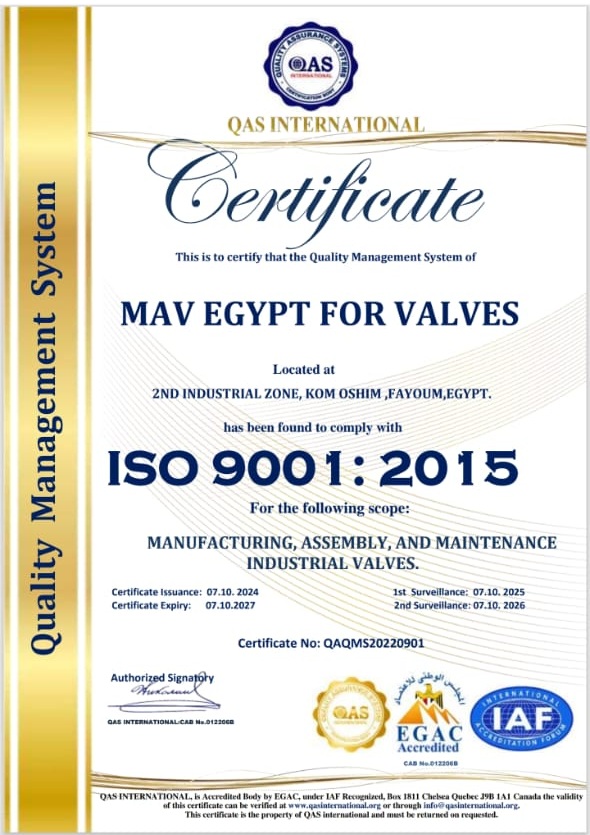 QUALITY ASSURANCE SYSTEMS
QAS
INTERNATIONAL
CERTIFICATION BODY
QAS INTERNATIONAL
Certificate
Quality Management System
This is to certify that the Quality Management System of
MAV EGYPT FOR VALVES
Located at
2ND INDUSTRIAL ZONE, KOM OSHIM ,FAYOUM,EGYPT.
has been found to comply with
ISO 9001: 2015
For the following scope:
MANUFACTURING, ASSEMBLY, AND MAINTENANCE
INDUSTRIAL VALVES.
Certificate Issuance: 07.10. 2024
1st Surveillance: 07.10. 2025
Certificate Expiry: 07.10.2027
2nd Surveillance: 07.10. 2026
Certificate No: QAQMS20220901
Authorized Signatory
QAS INTERNATIONAL:CAB No.012206B
QUALITY ASSURANCE SYSTEMS
QAS
المجلس الوطني للاعتماد
EGAC
Accredited
CAB No.012206B
INTERNATIONAL
IAF
ACCREDITATION FORUM
QAS INTERNATIONAL, is Accredited Body by EGAC, under IAF Recognized, Box 1811 Chelsea Quebec J9B 1A1 Canada the validity
of this certificate can be verified at www.qasinternational.org or through info@qasinternational.org.
This certificate is the property of QAS international and must be returned on requested.